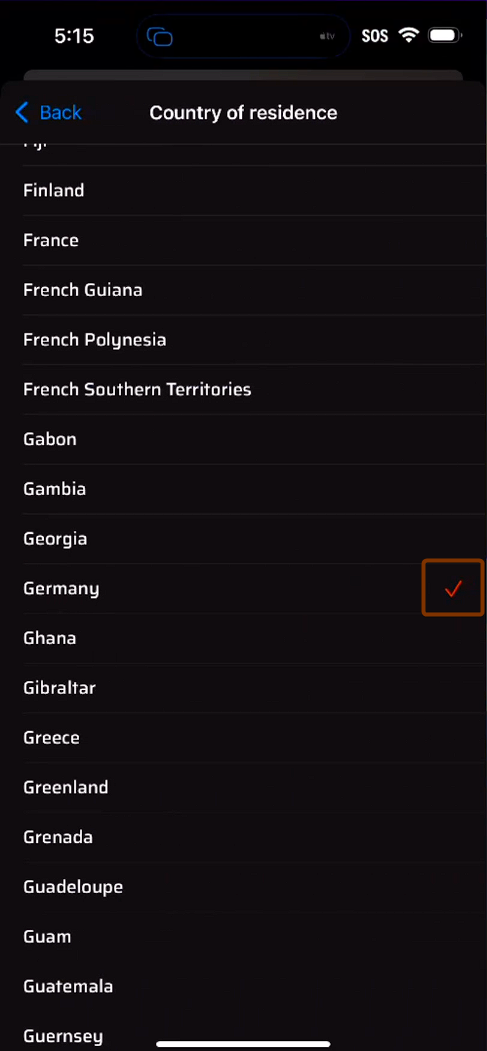 5:15
tv
SOS
Back
Country of residence
Fiji
Finland
France
French Guiana
French Polynesia
French Southern Territories
Gabon
Gambia
Georgia
Germany
Ghana
Gibraltar
Greece
Greenland
Grenada
Guadeloupe
Guam
Guatemala
Guernsey